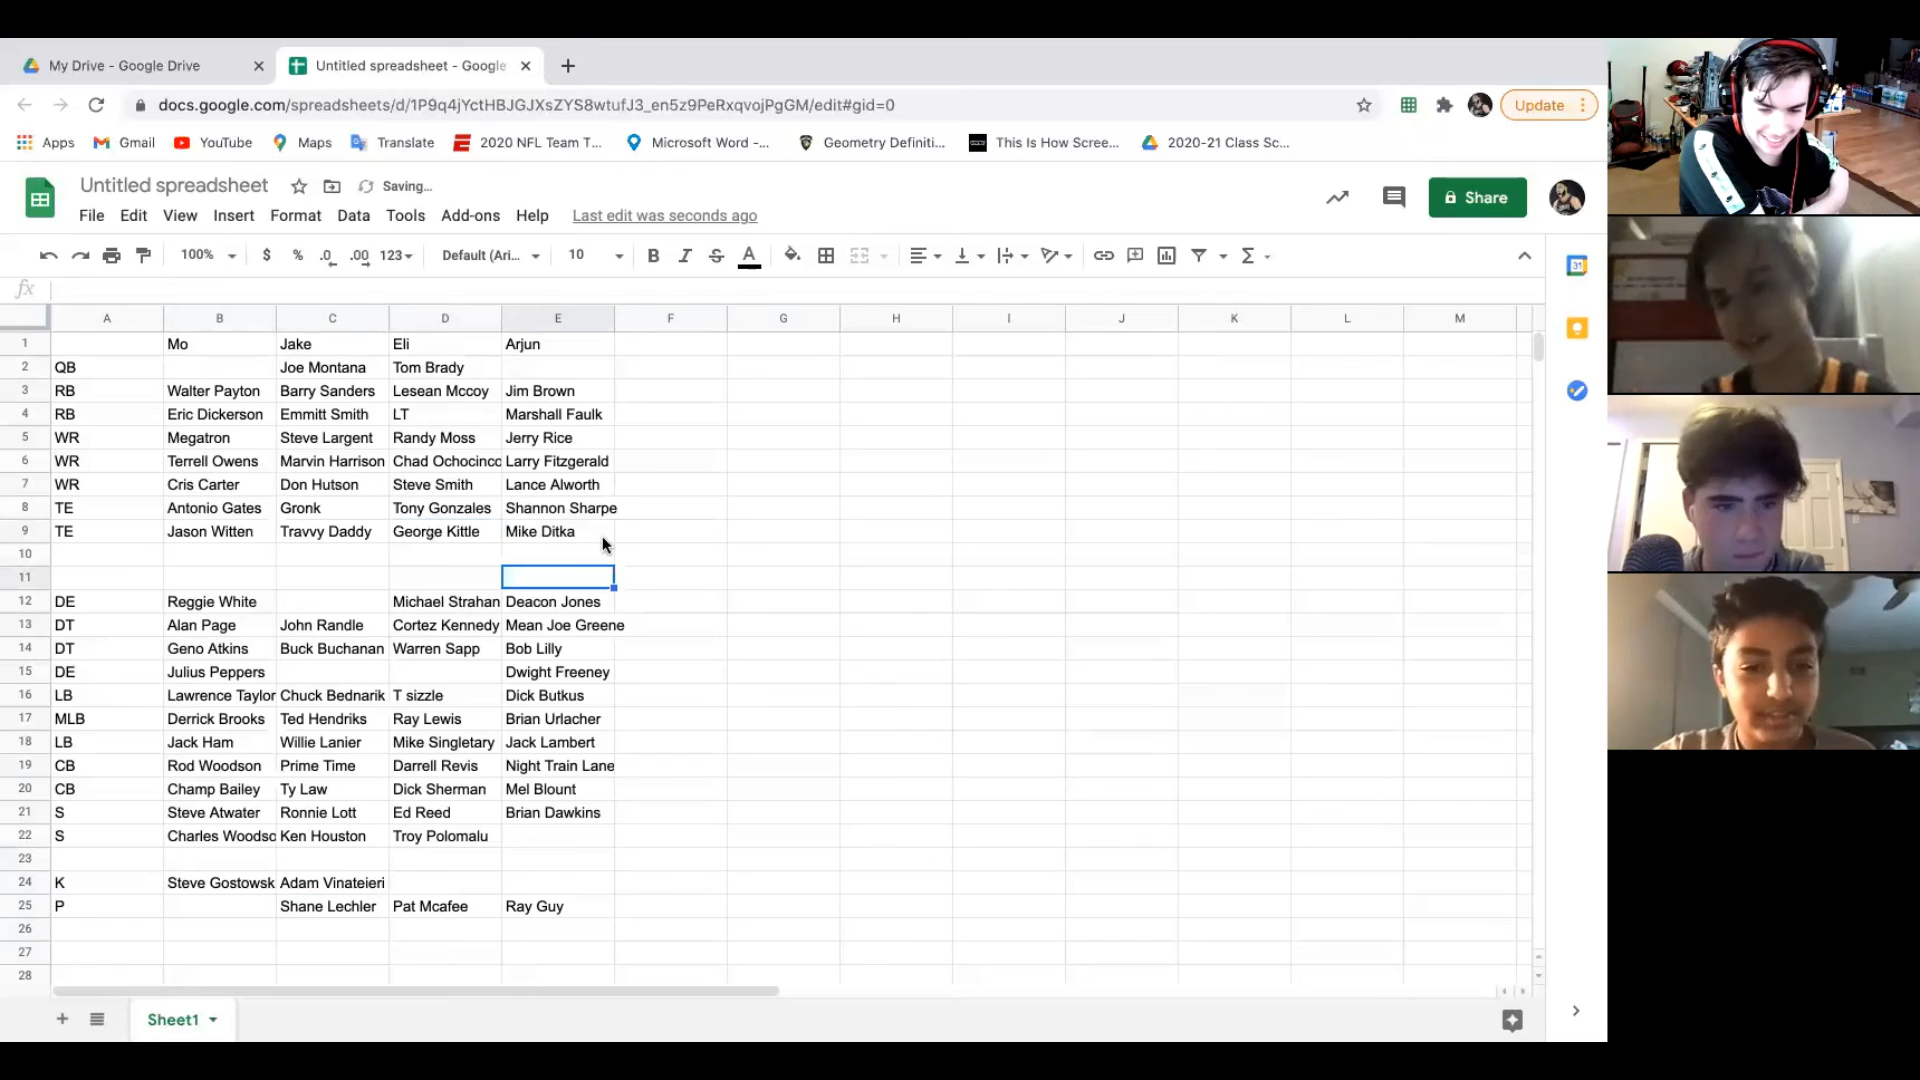 My Drive - Google Drive
Untitled spreadsheet - Google
docs.google.com/spreadsheets/d/1P9q4jYctHBJGJXsZYS8wtufJ3_en5z9PeRxqvojPgGM/edit#gid=0
Update
Apps Gmail YouTube Maps Translate 2020 NFL Team T... Microsoft Word -... Geometry Definiti... This Is How Scree... 2020-21 Class Sc...
Untitled spreadsheet Saving...
File Edit View Insert Format Data Tools Add-ons Help Last edit was seconds ago
Share
100% $ % .0 .00 123 Default (Ari... 10 B I S A Σ
31
fx
A B C D E F G H I J K L M
1 Mo Jake Eli Arjun
2 QB Joe Montana Tom Brady
3 RB Walter Payton Barry Sanders Lesean Mccoy Jim Brown
4 RB Eric Dickerson Emmitt Smith LT Marshall Faulk
5 WR Megatron Steve Largent Randy Moss Jerry Rice
6 WR Terrell Owens Marvin Harrison Chad Ochocinco Larry Fitzgerald
7 WR Cris Carter Don Hutson Steve Smith Lance Alworth
8 TE Antonio Gates Gronk Tony Gonzales Shannon Sharpe
9 TE Jason Witten Travvy Daddy George Kittle Mike Ditka
10
11
12 DE Reggie White Michael Strahan Deacon Jones
13 DT Alan Page John Randle Cortez Kennedy Mean Joe Greene
14 DT Geno Atkins Buck Buchanan Warren Sapp Bob Lilly
15 DE Julius Peppers Dwight Freeney
16 LB Lawrence Taylor Chuck Bednarik T sizzle Dick Butkus
17 MLB Derrick Brooks Ted Hendriks Ray Lewis Brian Urlacher
18 LB Jack Ham Willie Lanier Mike Singletary Jack Lambert
19 CB Rod Woodson Prime Time Darrell Revis Night Train Lane
20 CB Champ Bailey Ty Law Dick Sherman Mel Blount
21 S Steve Atwater Ronnie Lott Ed Reed Brian Dawkins
22 S Charles Woodso Ken Houston Troy Polomalu
23
24 K Steve Gostowsk Adam Vinateieri
25 P Shane Lechler Pat Mcafee Ray Guy
26
27
28
Sheet1